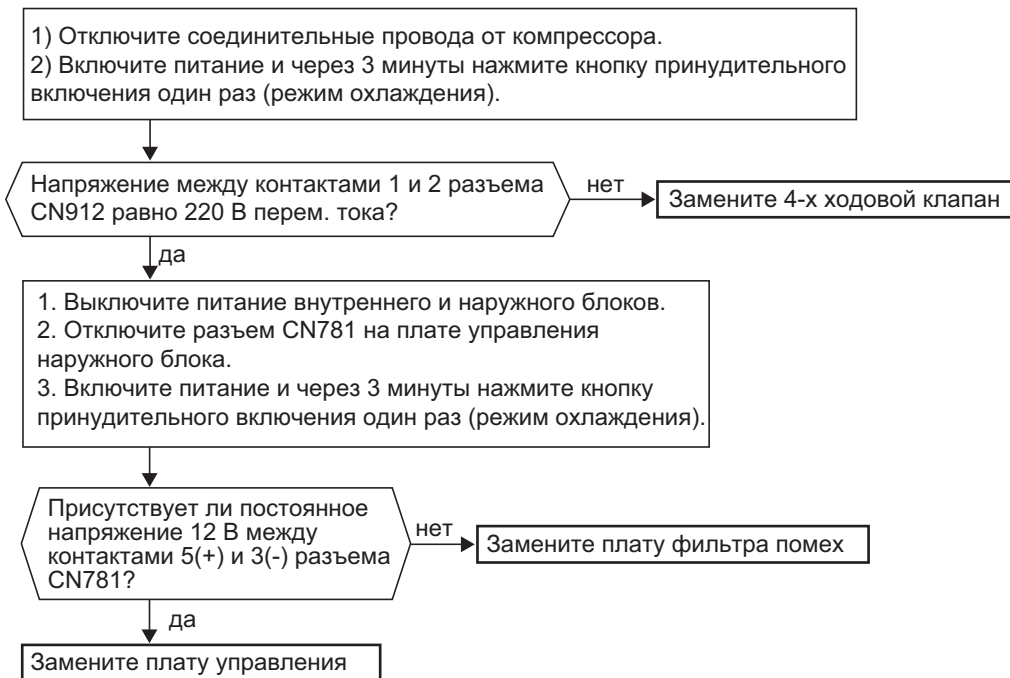 1) Отключите соединительные провода от компрессора.
2) Включите питание и через 3 минуты нажмите кнопку принудительного
включения один раз (режим охлаждения).
Напряжение между контактами 1 и 2 разъема
CN912 равно 220 В перем. тока?
нет
Замените 4-х ходовой клапан
да
1. Выключите питание внутреннего и наружного блоков.
2. Отключите разъем CN781 на плате управления
наружного блока.
3. Включите питание и через 3 минуты нажмите кнопку
принудительного включения один раз (режим охлаждения).
Присутствует ли постоянное
напряжение 12 В между
контактами 5(+) и 3(-) разъема
CN781?
нет
Замените плату фильтра помех
да
Замените плату управления